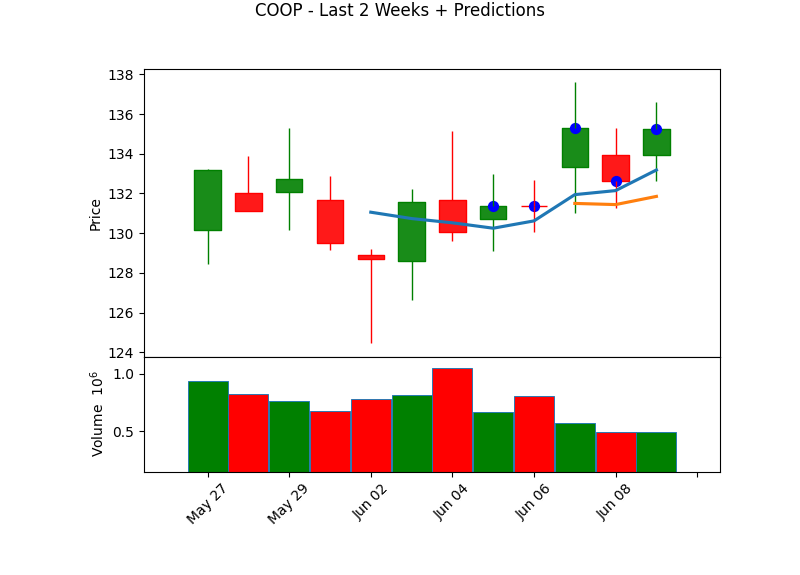 COOP - Last 2 Weeks + Predictions
138
136
134
132
130
128
126
124
Price
1.0
0.5
Volume 10^6
May 27
May 29
Jun 02
Jun 04
Jun 06
Jun 08